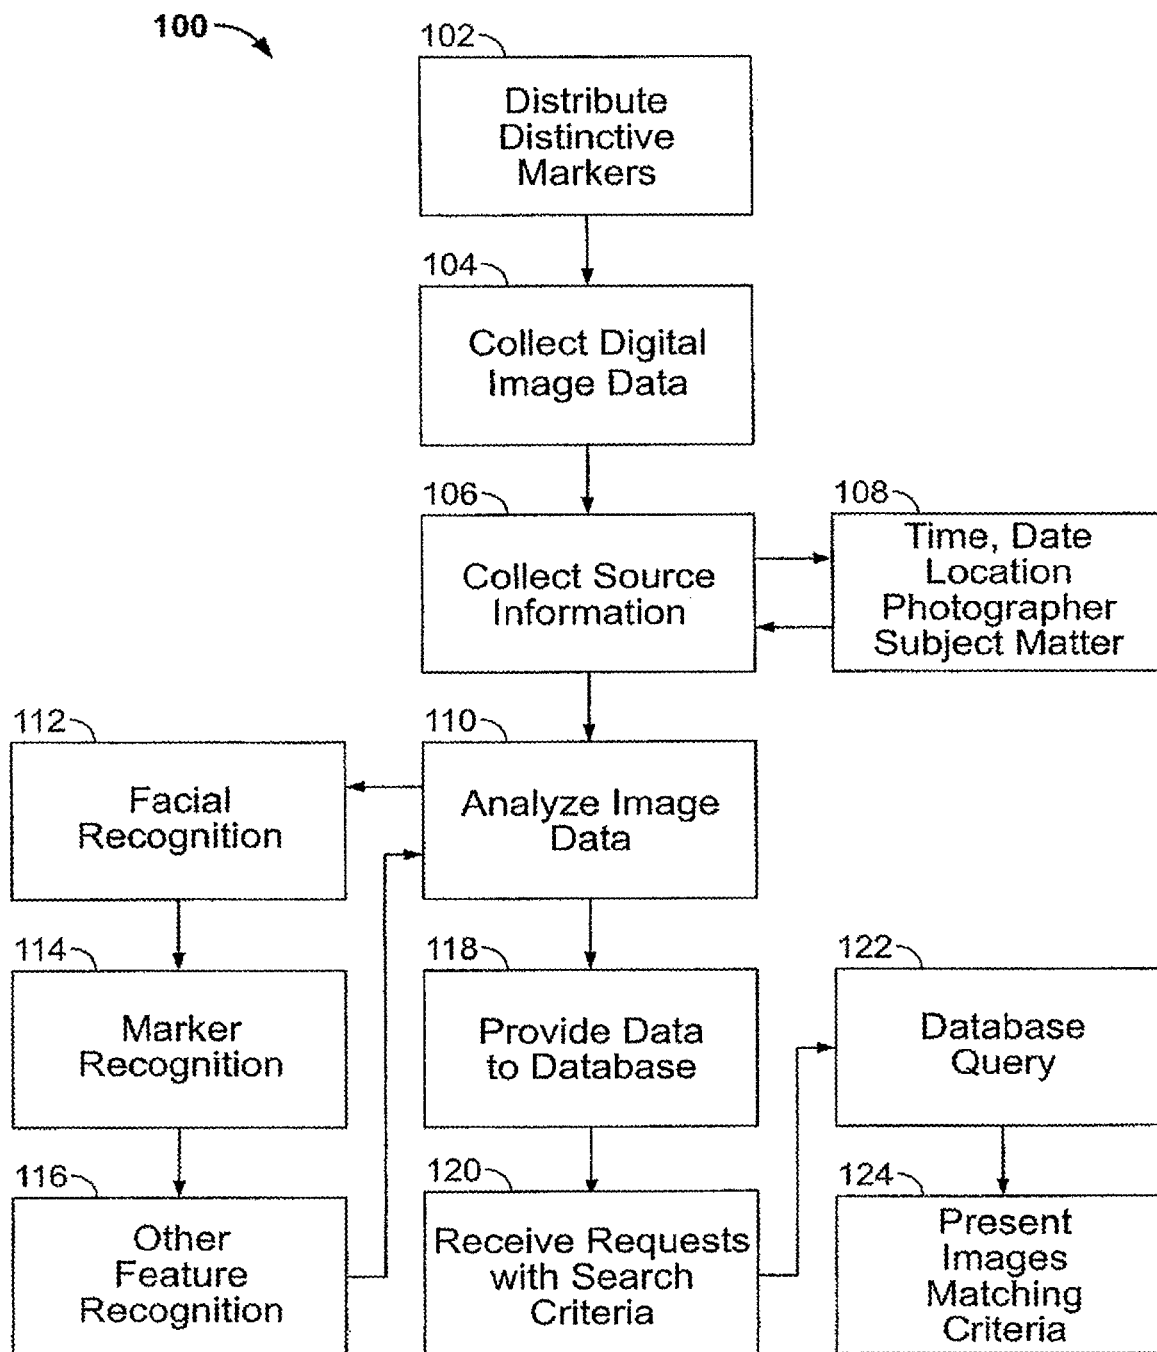 100
102
Distribute
Distinctive
Markers
104
Collect Digital
Image Data
106
Collect Source
Information
108
Time, Date
Location
Photographer
Subject Matter
110
Analyze Image
Data
112
Facial
Recognition
114
Marker
Recognition
116
Other
Feature
Recognition
118
Provide Data
to Database
120
Receive Requests
with Search
Criteria
122
Database
Query
124
Present
Images
Matching
Criteria